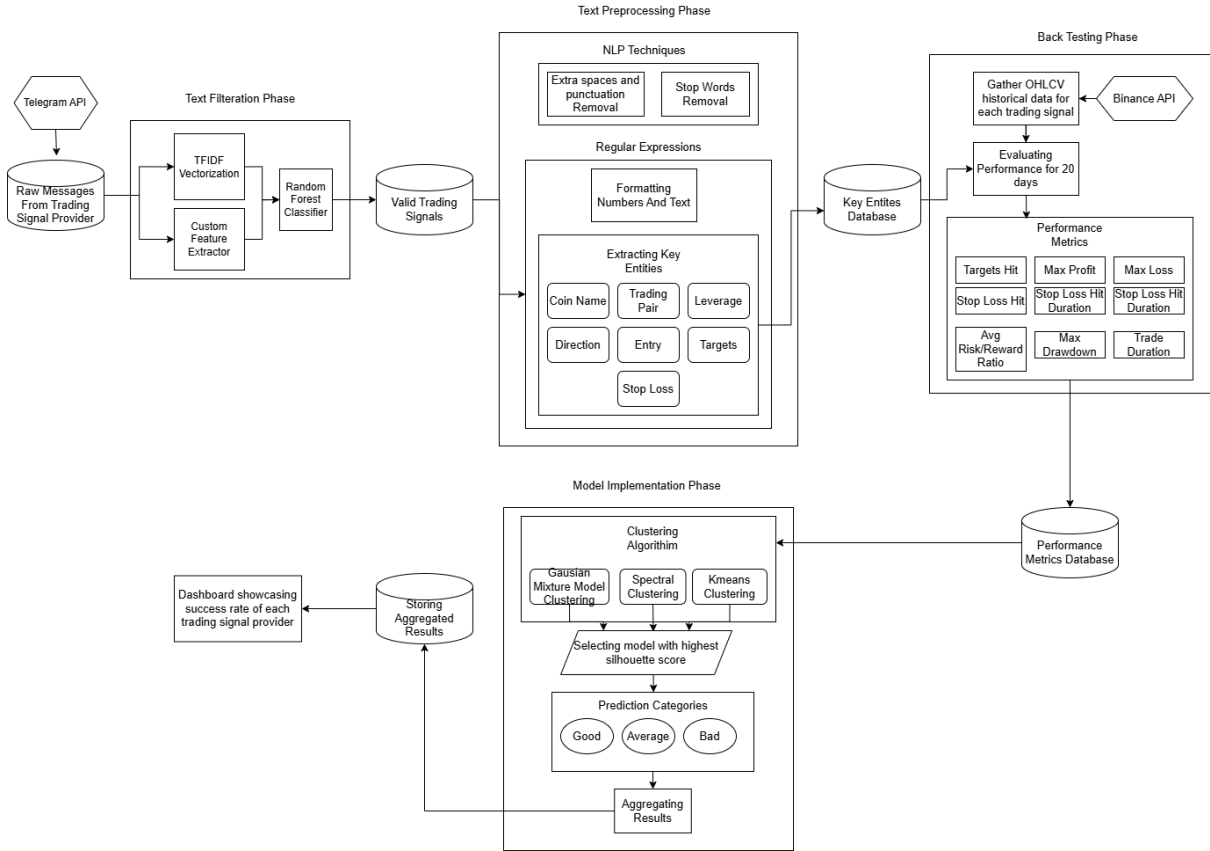 Text Preprocessing Phase
NLP Techniques
Extra spaces and
punctuation
Removal
Stop Words
Removal
Back Testing Phase
Gather OHLCV
historical data for
each trading signal
Binance API
Telegram API
Text Filteration Phase
TFIDF
Vectorization
Random
Forest
Classifier
Custom
Feature
Extractor
Raw Messages
From Trading
Signal Provider
Valid Trading
Signals
Regular Expressions
Formatting
Numbers And Text
Extracting Key
Entities
Coin Name
Trading
Pair
Leverage
Direction
Entry
Targets
Stop Loss
Key Entites
Database
Evaluating
Performance for 20
days
Performance
Metrics
Targets Hit
Max Profit
Max Loss
Stop Loss Hit
Stop Loss Hit
Duration
Stop Loss Hit
Duration
Avg
Risk/Reward
Ratio
Max
Drawdown
Trade
Duration
Model Implementation Phase
Clustering
Algorithim
Gausian
Mixture Model
Clustering
Spectral
Clustering
Kmeans
Clustering
Performance
Metrics Database
Selecting model with highest
silhouette score
Prediction Categories
Good
Average
Bad
Aggregating
Results
Storing
Aggregated
Results
Dashboard showcasing
success rate of each
trading signal provider